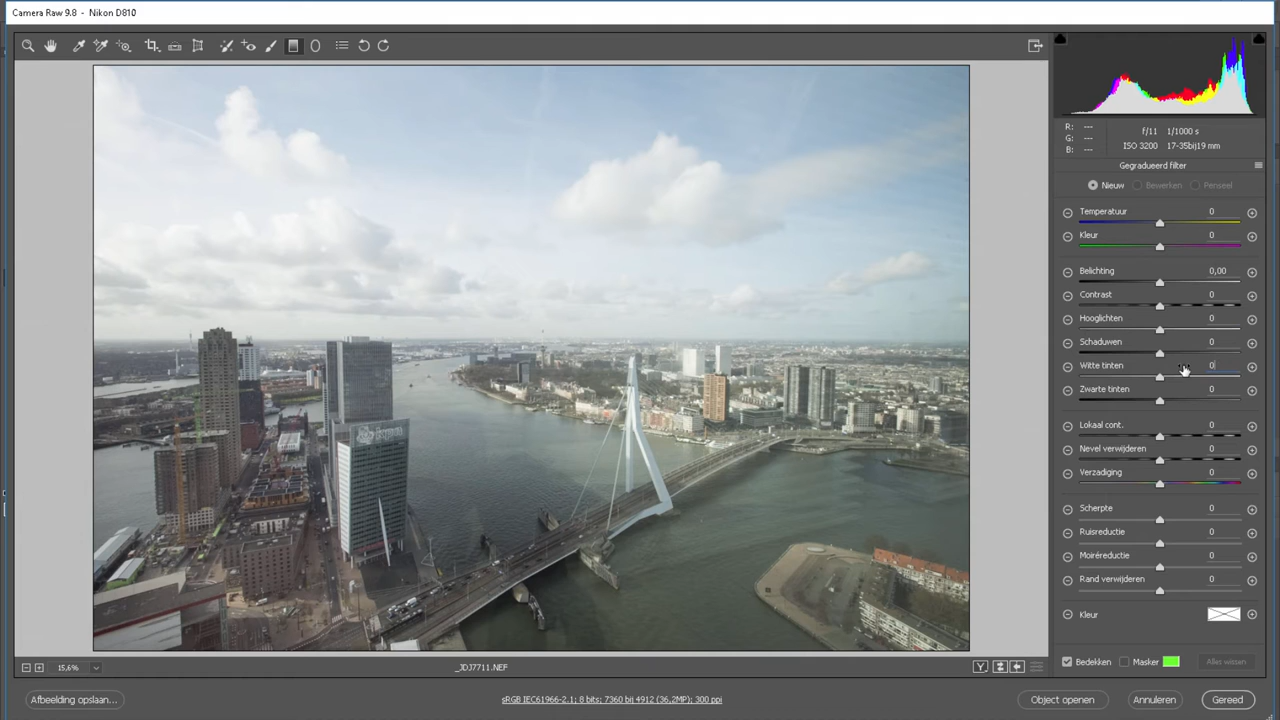 Camera Raw 9.8 - Nikon D810
R: ---
G: ---
B: ---
f/11 1/1000 s
ISO 3200 17-35bij19 mm
Gegradueerd filter
Nieuw Bewerken Penseel
Temperatuur 0
Kleur 0
Belichting 0,00
Contrast 0
Hooglichten 0
Schaduwen 0
Witte tinten 0
Zwarte tinten 0
Lokaal cont. 0
Nevel verwijderen 0
Verzadiging 0
Scherpte 0
Ruisreductie 0
Moiréreductie 0
Rand verwijderen 0
Kleur
Bedekken Masker Alles wissen
15,6% _JDJ7711.NEF Y
Afbeelding opslaan... sRGB IEC61966-2.1; 8 bits; 7360 bij 4912 (36,2MP); 300 ppi Object openen Annuleren Gereed